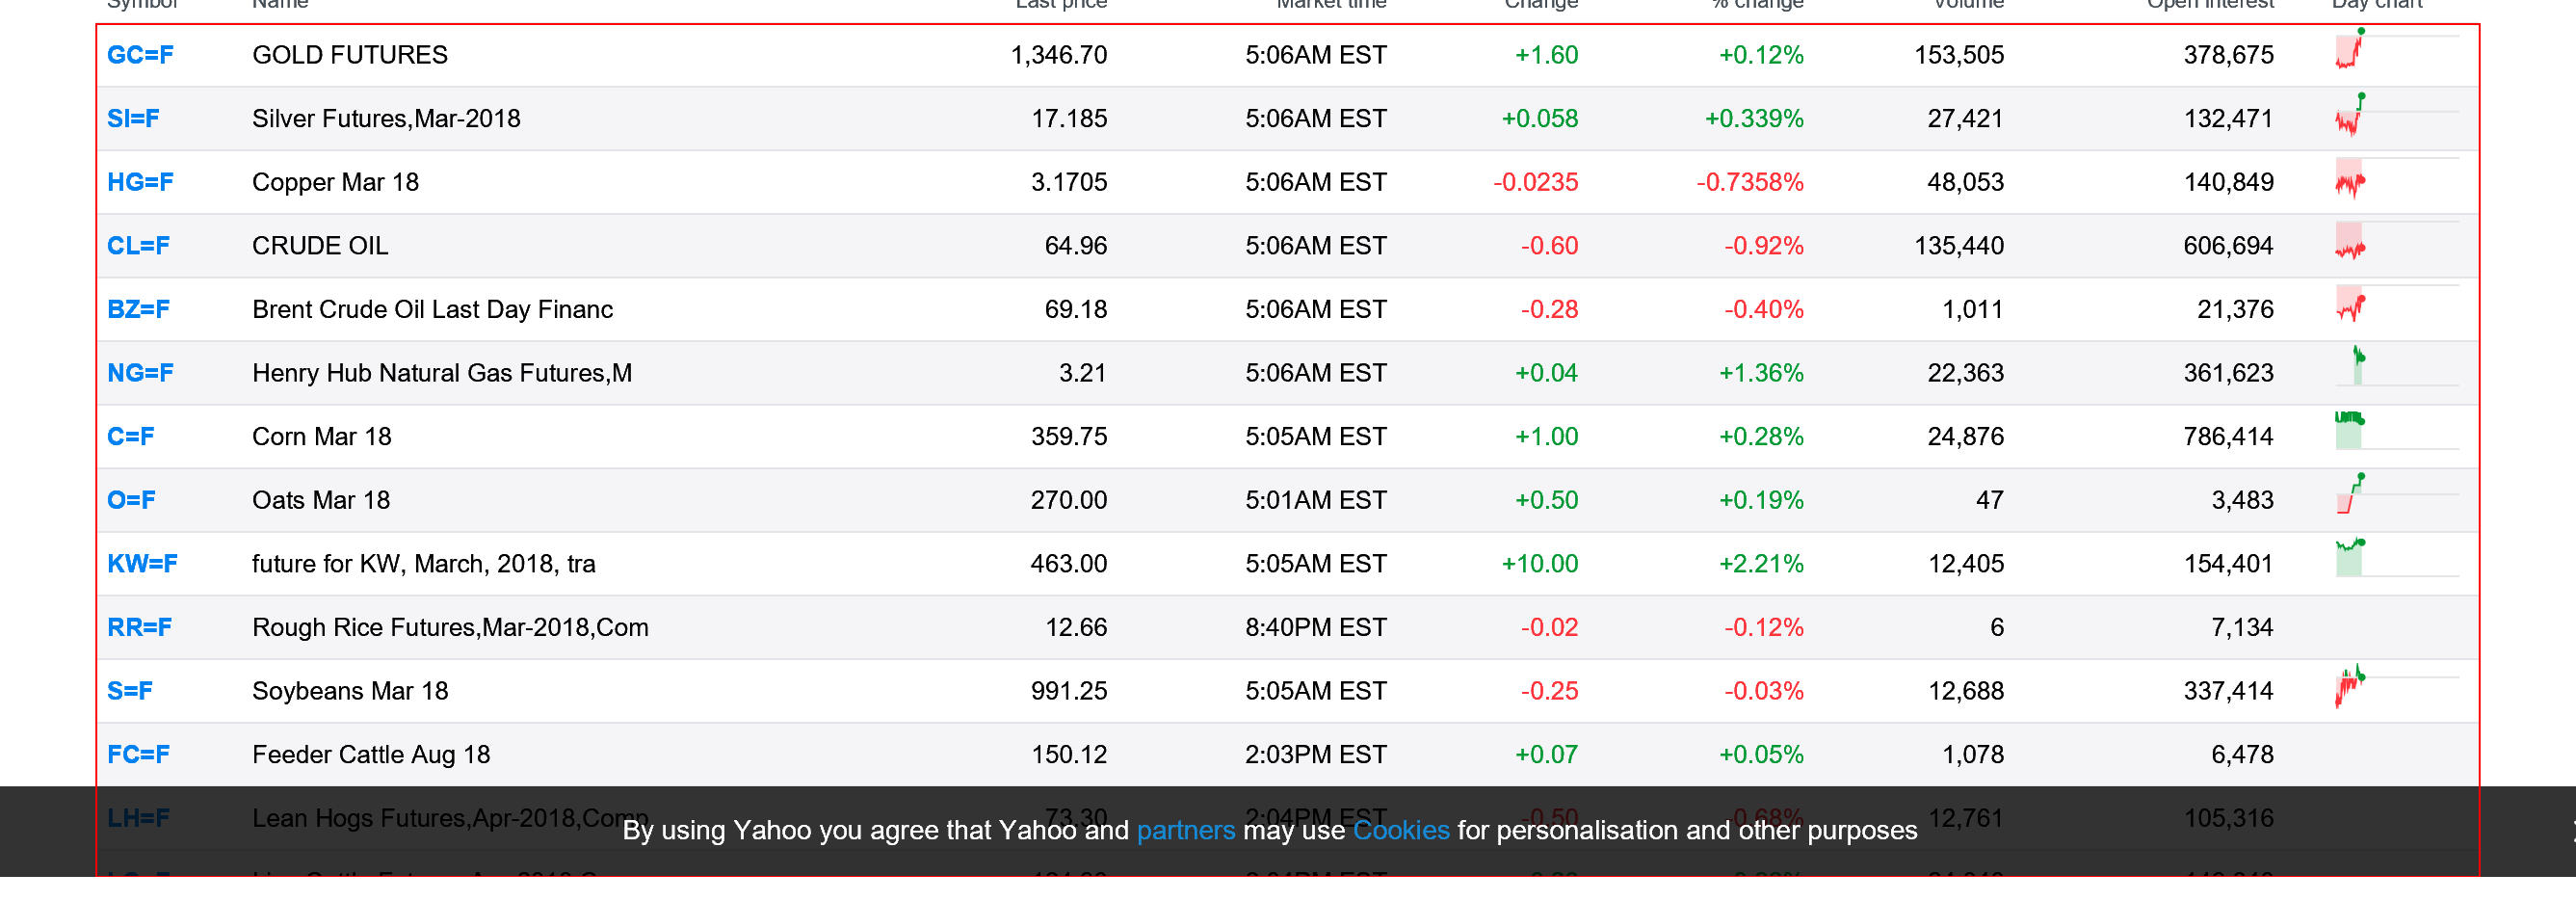 Symbol Name Last price Market time Change % change Volume Open Interest Day chart
GC=F GOLD FUTURES 1,346.70 5:06AM EST +1.60 +0.12% 153,505 378,675
SI=F Silver Futures,Mar-2018 17.185 5:06AM EST +0.058 +0.339% 27,421 132,471
HG=F Copper Mar 18 3.1705 5:06AM EST -0.0235 -0.7358% 48,053 140,849
CL=F CRUDE OIL 64.96 5:06AM EST -0.60 -0.92% 135,440 606,694
BZ=F Brent Crude Oil Last Day Financ 69.18 5:06AM EST -0.28 -0.40% 1,011 21,376
NG=F Henry Hub Natural Gas Futures,M 3.21 5:06AM EST +0.04 +1.36% 22,363 361,623
C=F Corn Mar 18 359.75 5:05AM EST +1.00 +0.28% 24,876 786,414
O=F Oats Mar 18 270.00 5:01AM EST +0.50 +0.19% 47 3,483
KW=F future for KW, March, 2018, tra 463.00 5:05AM EST +10.00 +2.21% 12,405 154,401
RR=F Rough Rice Futures,Mar-2018,Com 12.66 8:40PM EST -0.02 -0.12% 6 7,134
S=F Soybeans Mar 18 991.25 5:05AM EST -0.25 -0.03% 12,688 337,414
FC=F Feeder Cattle Aug 18 150.12 2:03PM EST +0.07 +0.05% 1,078 6,478
LH=F Lean Hogs Futures,Apr-2018,Comp 73.30 2:04PM EST -0.50 -0.68% 12,761 105,316
By using Yahoo you agree that Yahoo and partners may use Cookies for personalisation and other purposes